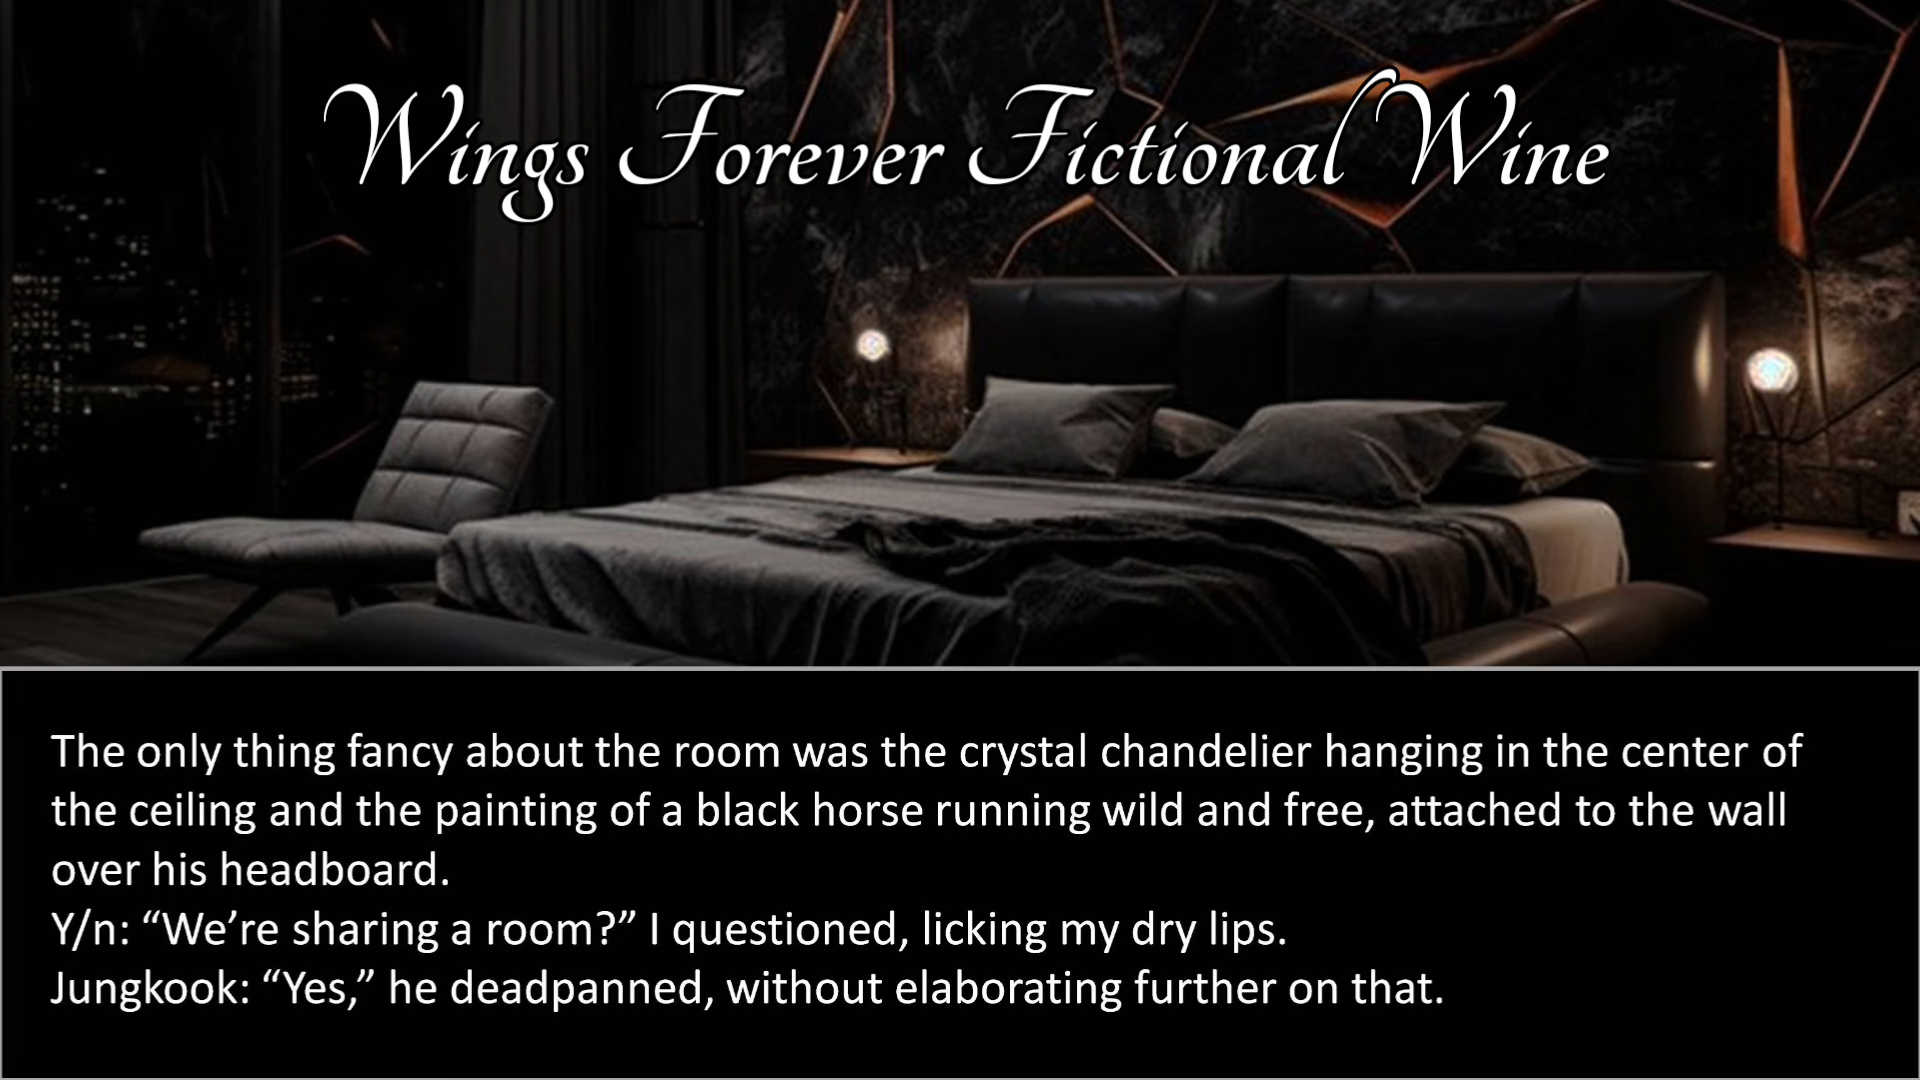 Wings Forever Fictional Wine
The only thing fancy about the room was the crystal chandelier hanging in the center of
the ceiling and the painting of a black horse running wild and free, attached to the wall
over his headboard.
Y/n: “We’re sharing a room?” I questioned, licking my dry lips.
Jungkook: “Yes,” he deadpanned, without elaborating further on that.